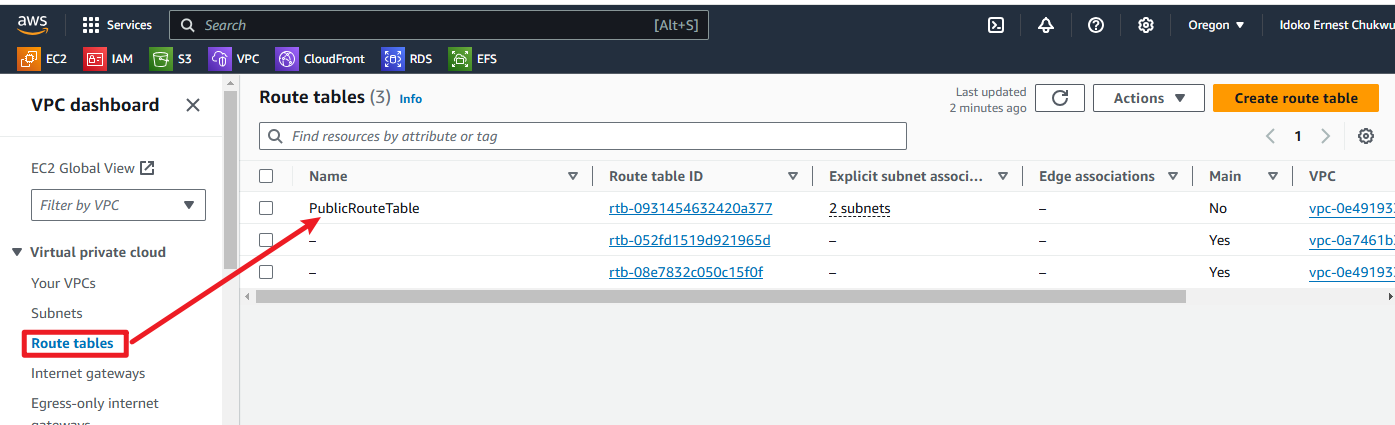 aws Services Search [Alt+S] Oregon Idoko Ernest Chukwu
EC2 IAM S3 VPC CloudFront RDS EFS
VPC dashboard
EC2 Global View
Filter by VPC
Virtual private cloud
Your VPCs
Subnets
Route tables
Internet gateways
Egress-only internet
gateways
Route tables (3) Info
Last updated
2 minutes ago
Actions
Create route table
Find resources by attribute or tag
1
Name Route table ID Explicit subnet associ... Edge associations Main VPC
PublicRouteTable rtb-0931454632420a377 2 subnets – No vpc-0e49193
– rtb-052fd1519d921965d – – Yes vpc-0a7461b
– rtb-08e7832c050c15f0f – – Yes vpc-0e49193